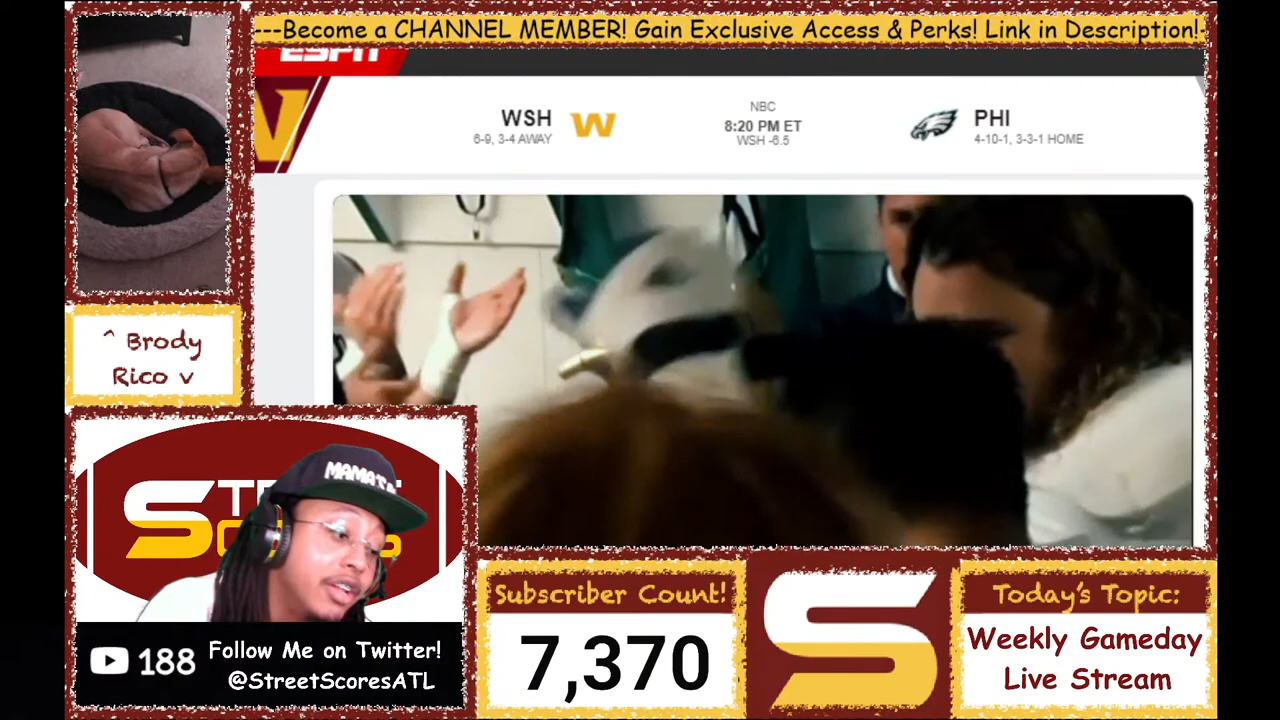 ---Become a CHANNEL MEMBER! Gain Exclusive Access & Perks! Link in Description!-
ESPN
WSH
6-9, 3-4 AWAY
W
NBC
8:20 PM ET
WSH -6.5
PHI
4-10-1, 3-3-1 HOME
^ Brody
Rico v
MAMATS
188
Follow Me on Twitter!
@StreetScoresATL
Subscriber Count!
7,370
S
Today's Topic:
Weekly Gameday
Live Stream